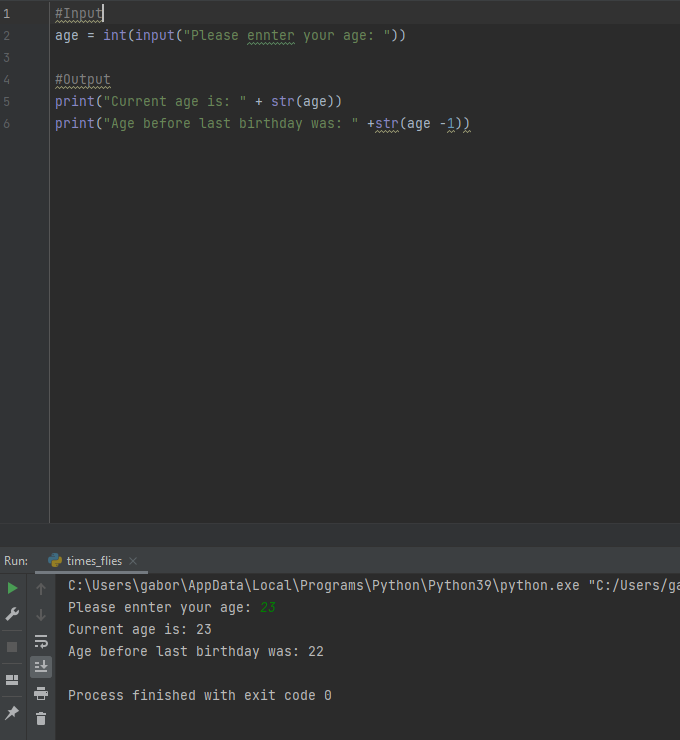 1 #Input
2 age = int(input("Please ennter your age: "))
3
4 #Output
5 print("Current age is: " + str(age))
6 print("Age before last birthday was: " +str(age -1))
Run: times_flies
C:\Users\gabor\AppData\Local\Programs\Python\Python39\python.exe "C:/Users/ga
Please ennter your age: 23
Current age is: 23
Age before last birthday was: 22
Process finished with exit code 0